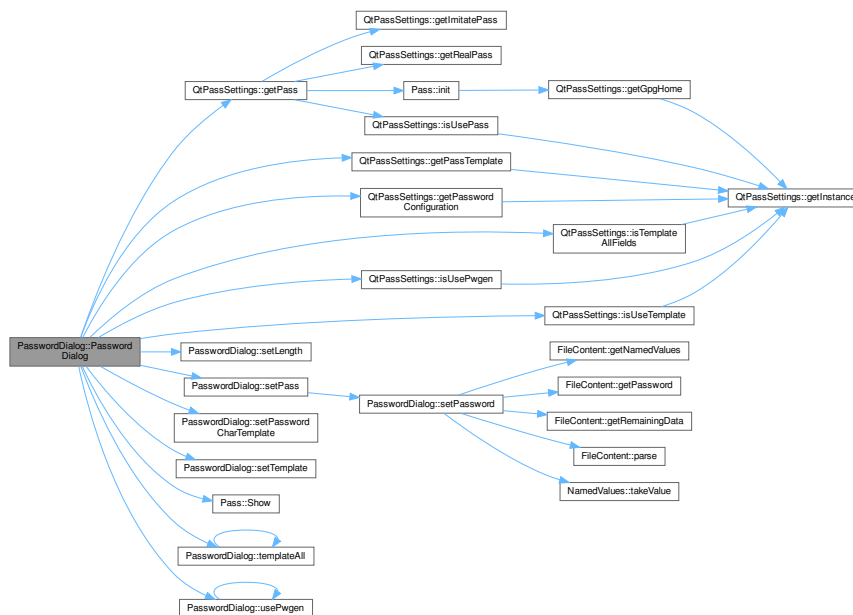 QtPassSettings::getImitatePass
QtPassSettings::getRealPass
QtPassSettings::getPass
Pass::init
QtPassSettings::getGpgHome
QtPassSettings::isUsePass
QtPassSettings::getPassTemplate
QtPassSettings::getPassword
Configuration
QtPassSettings::getInstance
QtPassSettings::isTemplate
AllFields
QtPassSettings::isUsePwgen
QtPassSettings::isUseTemplate
PasswordDialog::Password
Dialog
PasswordDialog::setLength
FileContent::getNamedValues
PasswordDialog::setPass
FileContent::getPassword
PasswordDialog::setPassword
FileContent::getRemainingData
PasswordDialog::setPassword
CharTemplate
FileContent::parse
PasswordDialog::setTemplate
NamedValues::takeValue
Pass::Show
PasswordDialog::templateAll
PasswordDialog::usePwgen